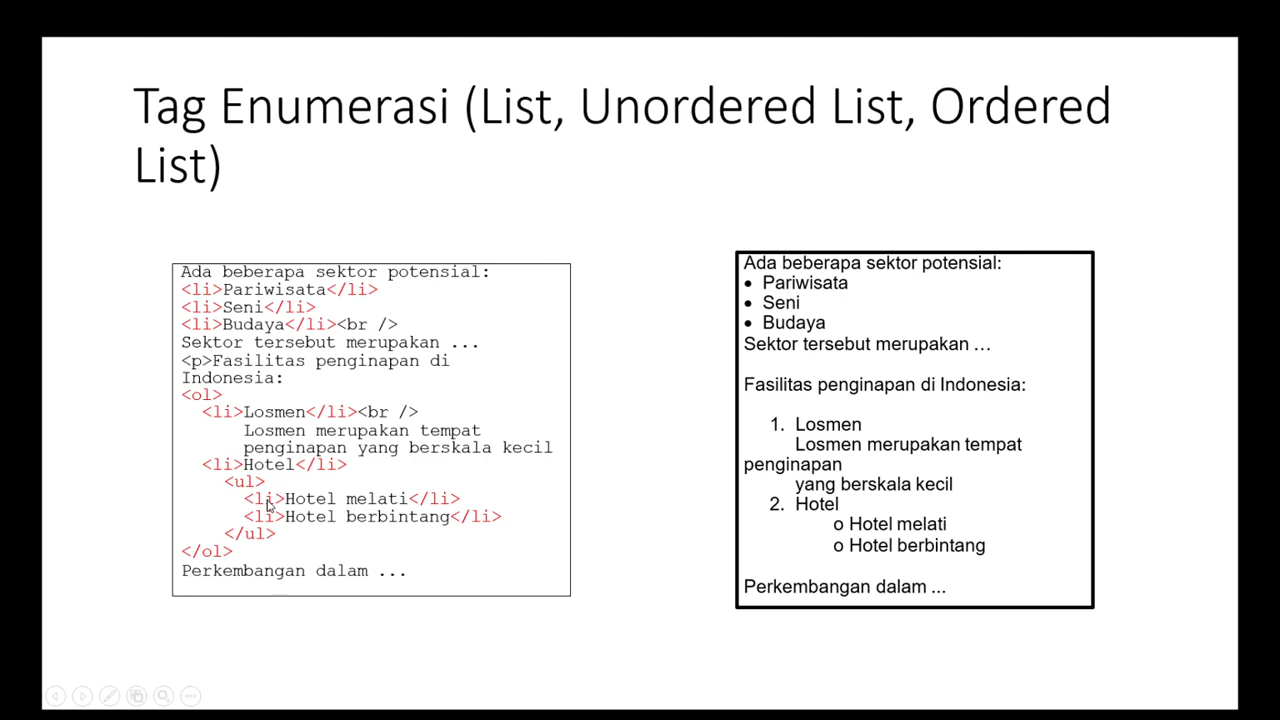 Tag Enumerasi (List, Unordered List, Ordered
List)
Ada beberapa sektor potensial:
<li>Pariwisata</li>
<li>Seni</li>
<li>Budaya</li><br />
Sektor tersebut merupakan ...
<p>Fasilitas penginapan di
Indonesia:
<ol>
<li>Losmen</li><br />
Losmen merupakan tempat
penginapan yang berskala kecil
<li>Hotel</li>
<ul>
<li>Hotel melati</li>
<li>Hotel berbintang</li>
</ul>
</ol>
Perkembangan dalam ...
Ada beberapa sektor potensial:
• Pariwisata
• Seni
• Budaya
Sektor tersebut merupakan …
Fasilitas penginapan di Indonesia:
1. Losmen
Losmen merupakan tempat
penginapan
yang berskala kecil
2. Hotel
o Hotel melati
o Hotel berbintang
Perkembangan dalam ...